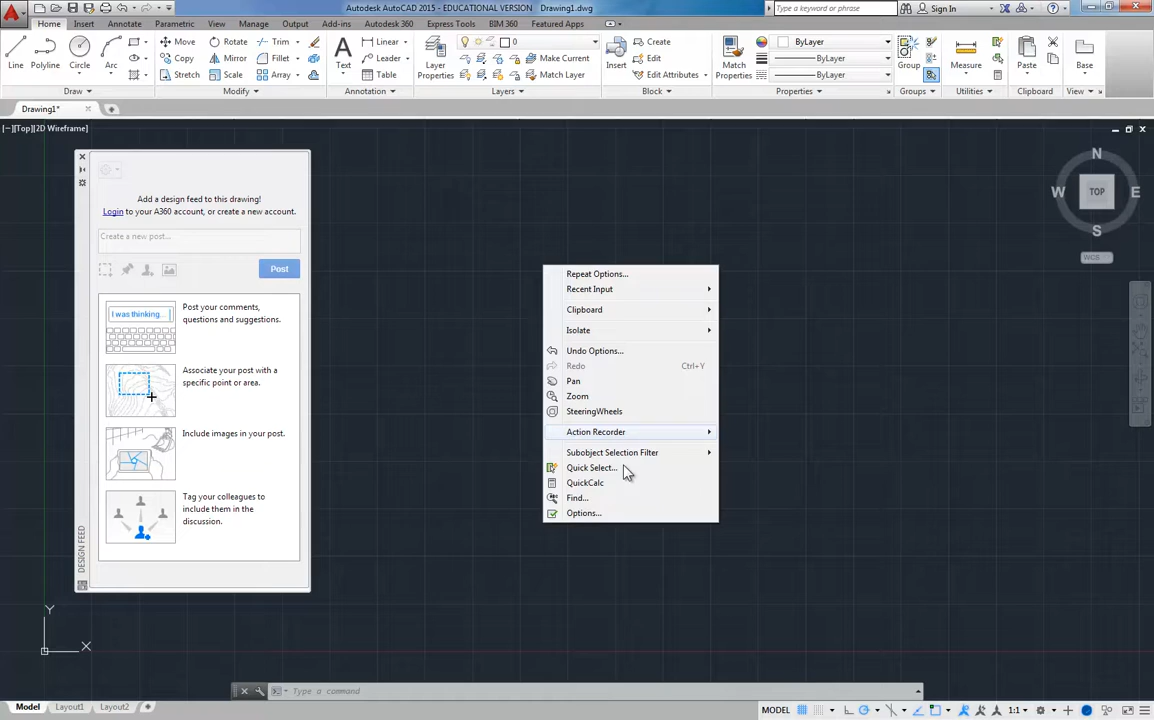 Autodesk AutoCAD 2015 - EDUCATIONAL VERSION Drawing1.dwg
Type a keyword or phrase
Sign In
Home Insert Annotate Parametric View Manage Output Add-ins Autodesk 360 Express Tools BIM 360 Featured Apps
Line
Polyline
Circle
Arc
Draw
Move
Rotate
Trim
Copy
Mirror
Fillet
Stretch
Scale
Array
Modify
Text
Linear
Leader
Table
Annotation
Layer
Properties
0
Make Current
Match Layer
Layers
Insert
Create
Edit
Edit Attributes
Block
Match
Properties
ByLayer
ByLayer
ByLayer
Properties
Group
Groups
Measure
Utilities
Paste
Clipboard
Base
View
Drawing1*
[−][Top][2D Wireframe]
N
W
TOP
E
S
WCS
Add a design feed to this drawing!
Login to your A360 account, or create a new account.
Create a new post...
Post
I was thinking...
Post your comments,
questions and suggestions.
Associate your post with a
specific point or area.
Include images in your post.
Tag your colleagues to
include them in the
discussion.
DESIGN FEED
Repeat Options...
Recent Input
Clipboard
Isolate
Undo Options...
Redo Ctrl+Y
Pan
Zoom
SteeringWheels
Action Recorder
Subobject Selection Filter
Quick Select...
QuickCalc
Find...
Options...
Y
X
Type a command
Model Layout1 Layout2
MODEL
1:1